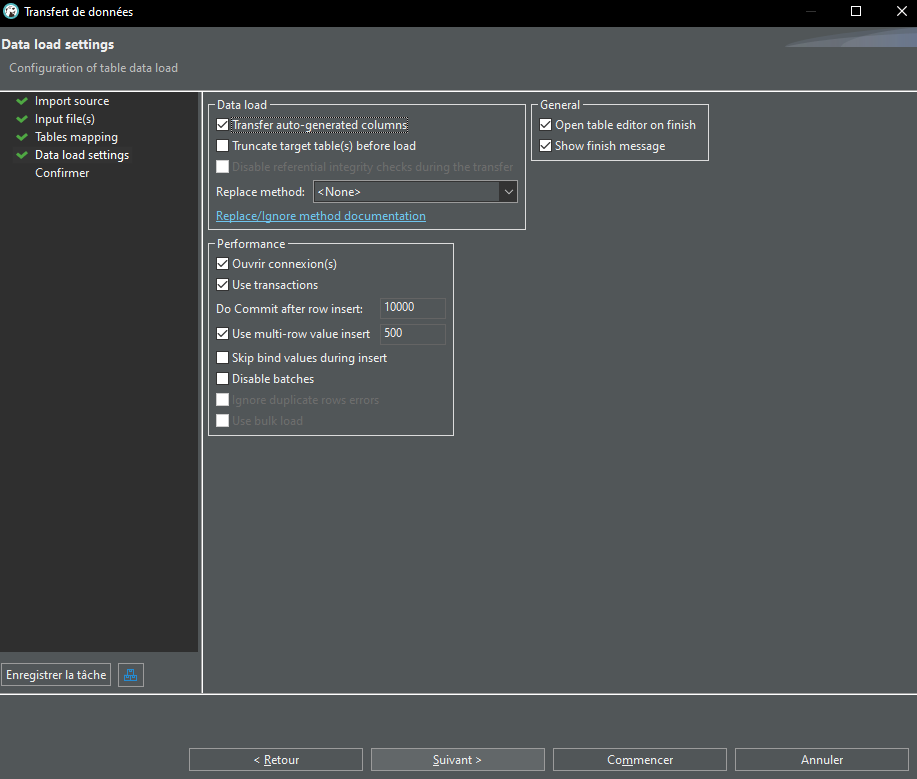 Transfert de données
Data load settings
Configuration of table data load
Import source
Input file(s)
Tables mapping
Data load settings
Confirmer
Data load
Transfer auto-generated columns
Truncate target table(s) before load
Disable referential integrity checks during the transfer
Replace method: <None>
Replace/Ignore method documentation
General
Open table editor on finish
Show finish message
Performance
Ouvrir connexion(s)
Use transactions
Do Commit after row insert: 10000
Use multi-row value insert 500
Skip bind values during insert
Disable batches
Ignore duplicate rows errors
Use bulk load
Enregistrer la tâche
< Retour
Suivant >
Commencer
Annuler